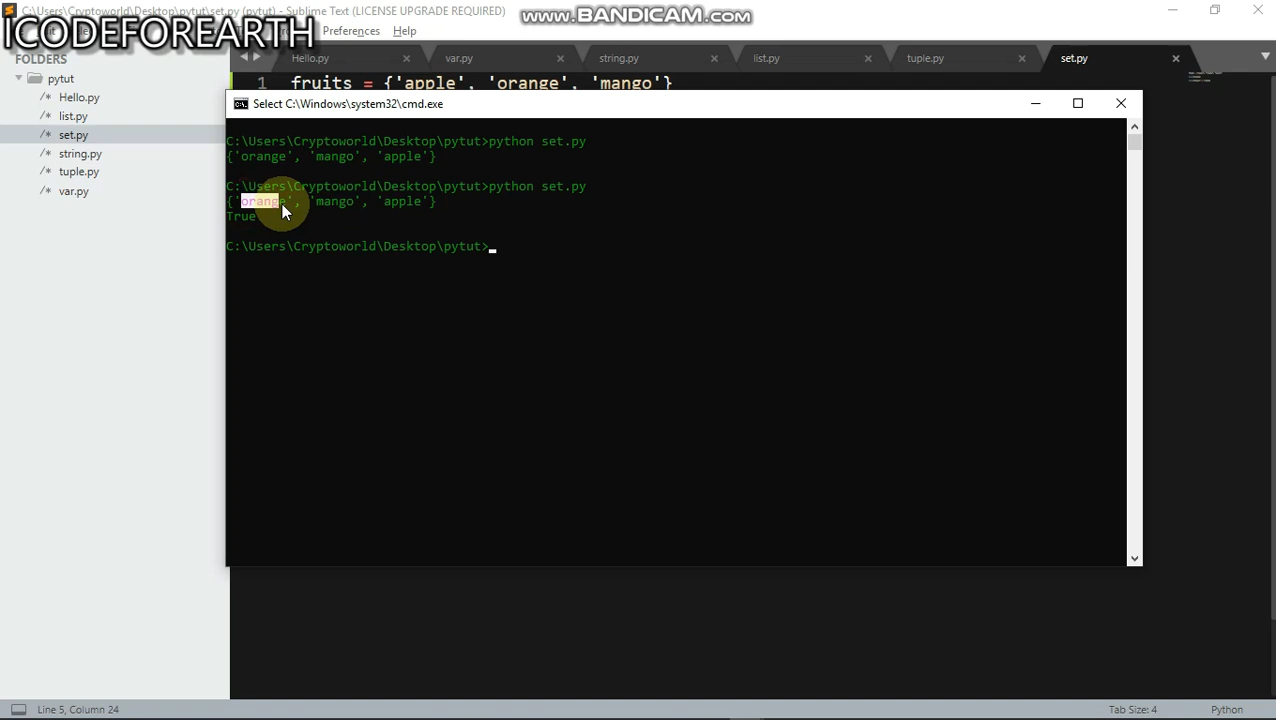 C:\Users\Cryptoworld\Desktop\pytut\set.py (pytut) - Sublime Text (LICENSE UPGRADE REQUIRED)
www.BANDICAM.com
ICODEFOREARTH
Preferences Help
FOLDERS
pytut
/* Hello.py
/* list.py
/* set.py
/* string.py
/* tuple.py
/* var.py
Hello.py
var.py
string.py
list.py
tuple.py
set.py
1 fruits = {'apple', 'orange', 'mango'}
Select C:\Windows\system32\cmd.exe
C:\Users\Cryptoworld\Desktop\pytut>python set.py
{'orange', 'mango', 'apple'}
C:\Users\Cryptoworld\Desktop\pytut>python set.py
{'orange', 'mango', 'apple'}
True
C:\Users\Cryptoworld\Desktop\pytut>
Line 5, Column 24
Tab Size: 4
Python